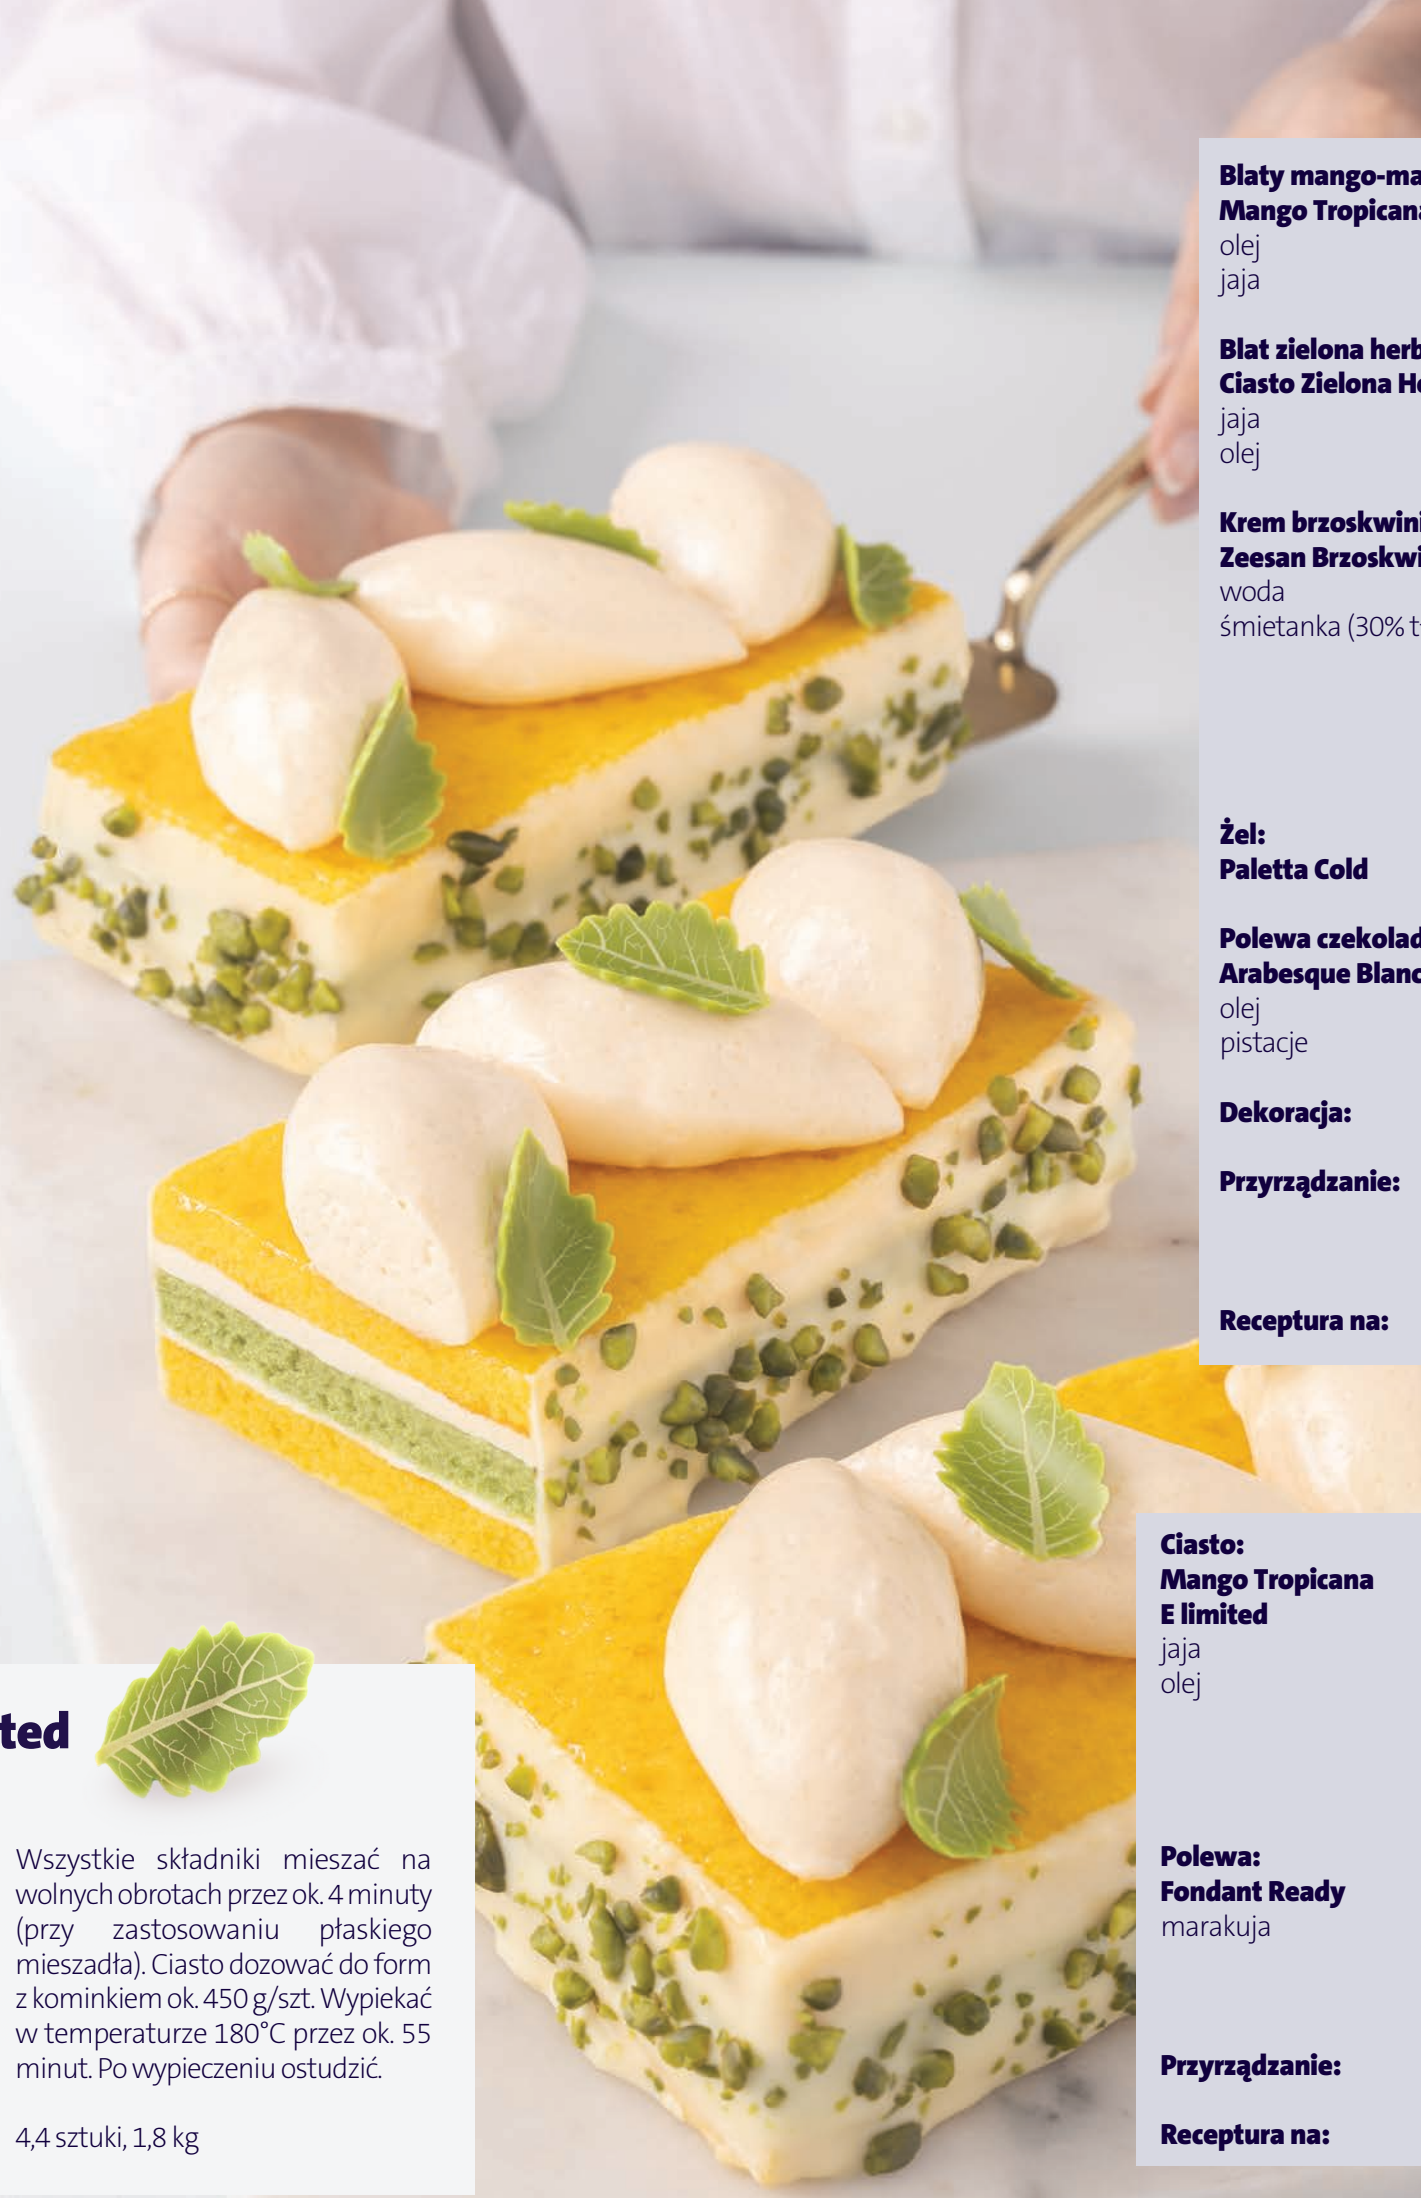 Blaty mango-ma
Mango Tropicana
olej
jaja
Blat zielona herb
Ciasto Zielona He
jaja
olej
Krem brzoskwini
Zeesan Brzoskwi
woda
śmietanka (30% t
Żel:
Paletta Cold
Polewa czekolad
Arabesque Blanc
olej
pistacje
Dekoracja:
Przyrządzanie:
Receptura na:
Ciasto:
Mango Tropicana
E limited
jaja
olej
Polewa:
Fondant Ready
marakuja
Przyrządzanie:
Receptura na:
ted
Wszystkie składniki mieszać na
wolnych obrotach przez ok. 4 minuty
(przy zastosowaniu płaskiego
mieszadła). Ciasto dozować do form
z kominkiem ok. 450 g/szt. Wypiekać
w temperaturze 180°C przez ok. 55
minut. Po wypieczeniu ostudzić.
4,4 sztuki, 1,8 kg